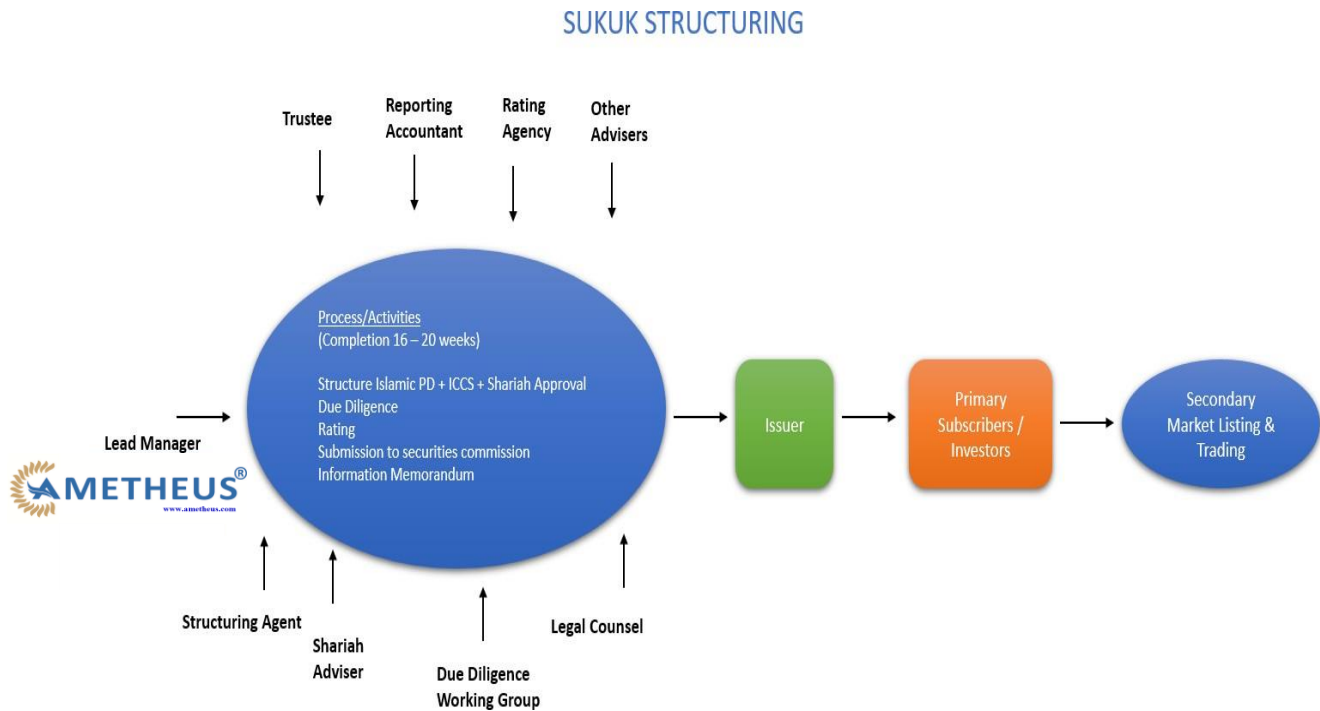 SUKUK STRUCTURING
Trustee
Reporting
Accountant
Rating
Agency
Other
Advisers
Process/Activities
(Completion 16 – 20 weeks)
Structure Islamic PD + ICCS + Shariah Approval
Due Diligence
Rating
Submission to securities commission
Information Memorandum
Lead Manager
AMETHEUS®
www.ametheus.com
Issuer
Primary
Subscribers /
Investors
Secondary
Market Listing &
Trading
Structuring Agent
Shariah
Adviser
Due Diligence
Working Group
Legal Counsel